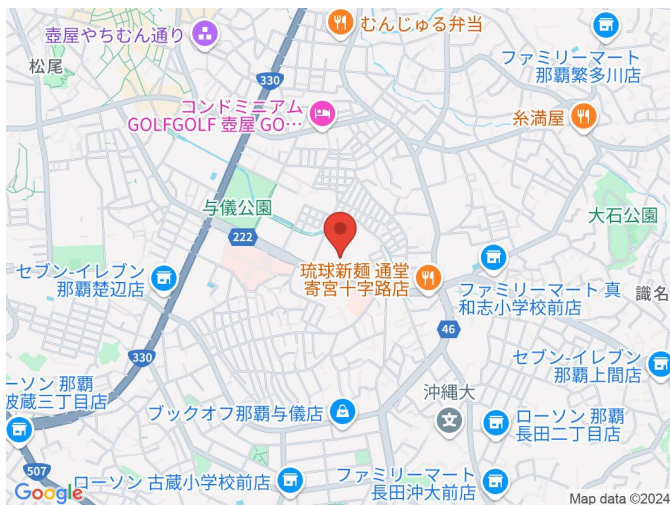 むんじゅる弁当
壺屋やちむん通り
松尾
330
ファミリーマート
那覇繁多川店
コンドミニアム
GOLFGOLF 壺屋 GO…
糸満屋
与儀公園
大石公園
222
琉球新麺 通堂
寄宮十字路店
セブン-イレブン
那覇楚辺店
ファミリーマート 真
和志小学校前店
識名
46
330
セブン-イレブン
那覇上間店
ーソン 那覇
波蔵三丁目店
ブックオフ那覇与儀店
沖縄大
ローソン 那覇
長田二丁目店
507
ローソン 古蔵小学校前店
ファミリーマート
長田沖大前店
Google
Map data ©2024